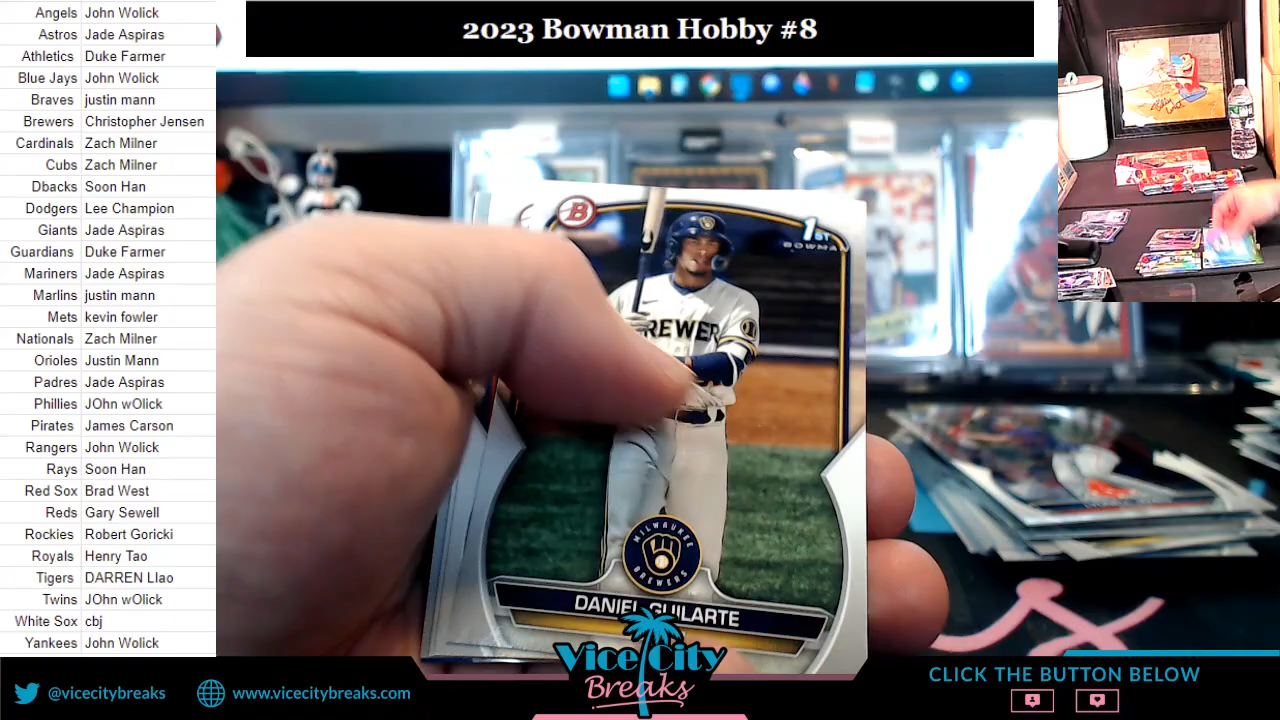 2023 Bowman Hobby #8
Angels John Wolick
Astros Jade Aspiras
Athletics Duke Farmer
Blue Jays John Wolick
Braves justin mann
Brewers Christopher Jensen
Cardinals Zach Milner
Cubs Zach Milner
Dbacks Soon Han
Dodgers Lee Champion
Giants Jade Aspiras
Guardians Duke Farmer
Mariners Jade Aspiras
Marlins justin mann
Mets kevin fowler
Nationals Zach Milner
Orioles Justin Mann
Padres Jade Aspiras
Phillies JOhn wOlick
Pirates James Carson
Rangers John Wolick
Rays Soon Han
Red Sox Brad West
Reds Gary Sewell
Rockies Robert Goricki
Royals Henry Tao
Tigers DARREN LIao
Twins JOhn wOlick
White Sox cbj
Yankees John Wolick
B
1ST
BOWMA
REWER
MILWAUKEE
BREWERS
DANIEL GUILARTE
Vice City
Breaks
@vicecitybreaks
www.vicecitybreaks.com
CLICK THE BUTTON BELOW